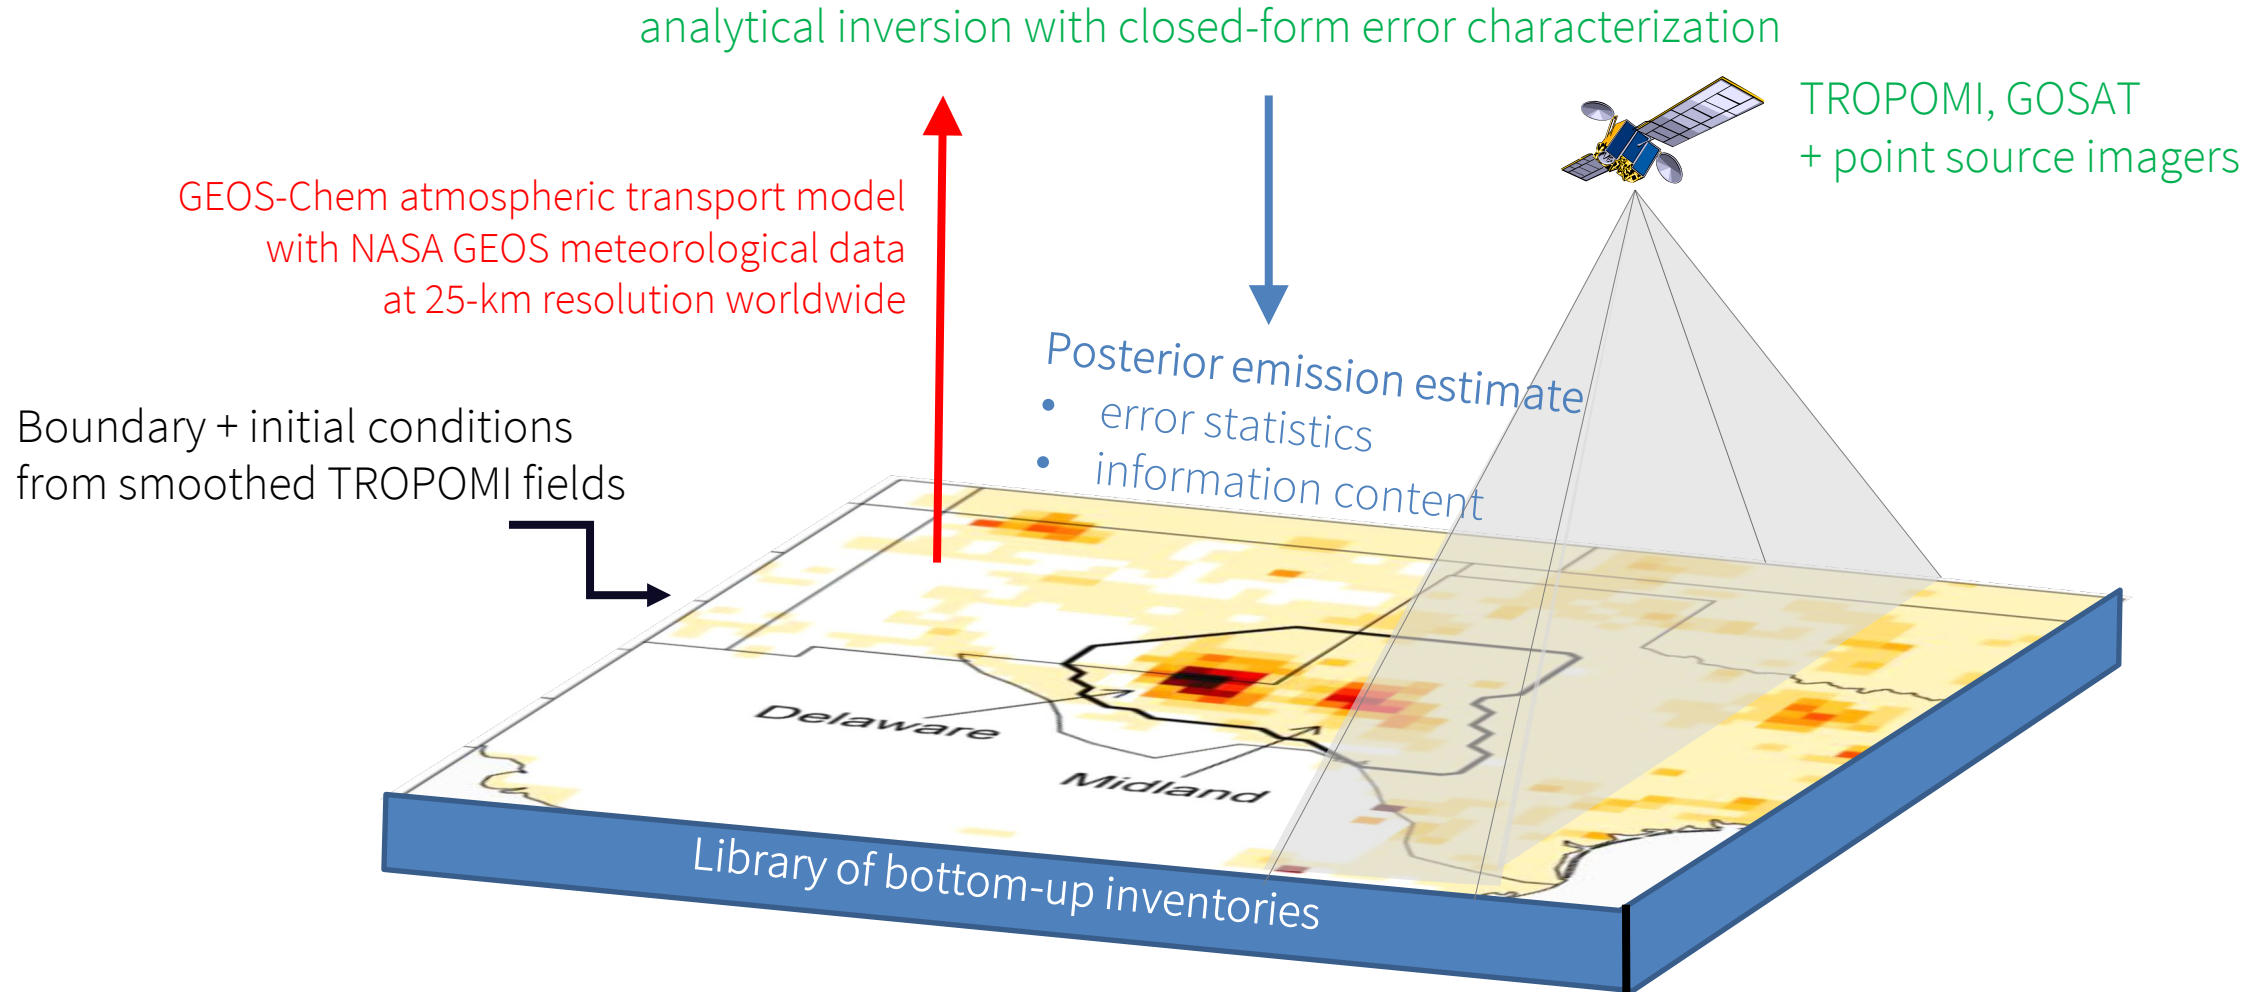 analytical inversion with closed-form error characterization
TROPOMI, GOSAT
+ point source imagers
GEOS-Chem atmospheric transport model
with NASA GEOS meteorological data
at 25-km resolution worldwide
Posterior emission estimate
• error statistics
• information content
Boundary + initial conditions
from smoothed TROPOMI fields
Delaware
Midland
Library of bottom-up inventories